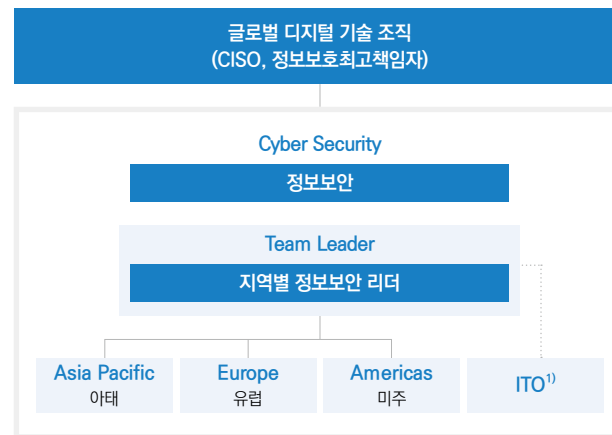 글로벌 디지털 기술 조직
(CISO, 정보보호최고책임자)
Cyber Security
정보보안
Team Leader
지역별 정보보안 리더
Asia Pacific
아태
Europe
유럽
Americas
미주
ITO1)